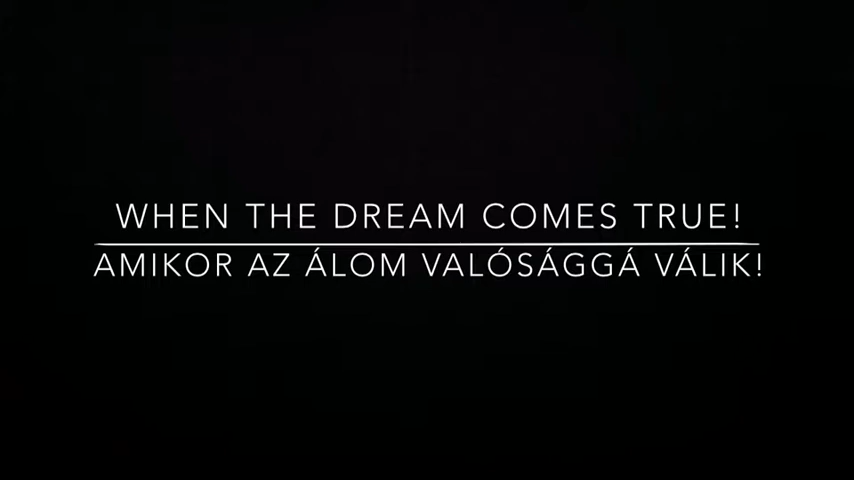 WHEN THE DREAM COMES TRUE!
AMIKOR AZ ÁLOM VALÓSÁGGÁ VÁLIK!